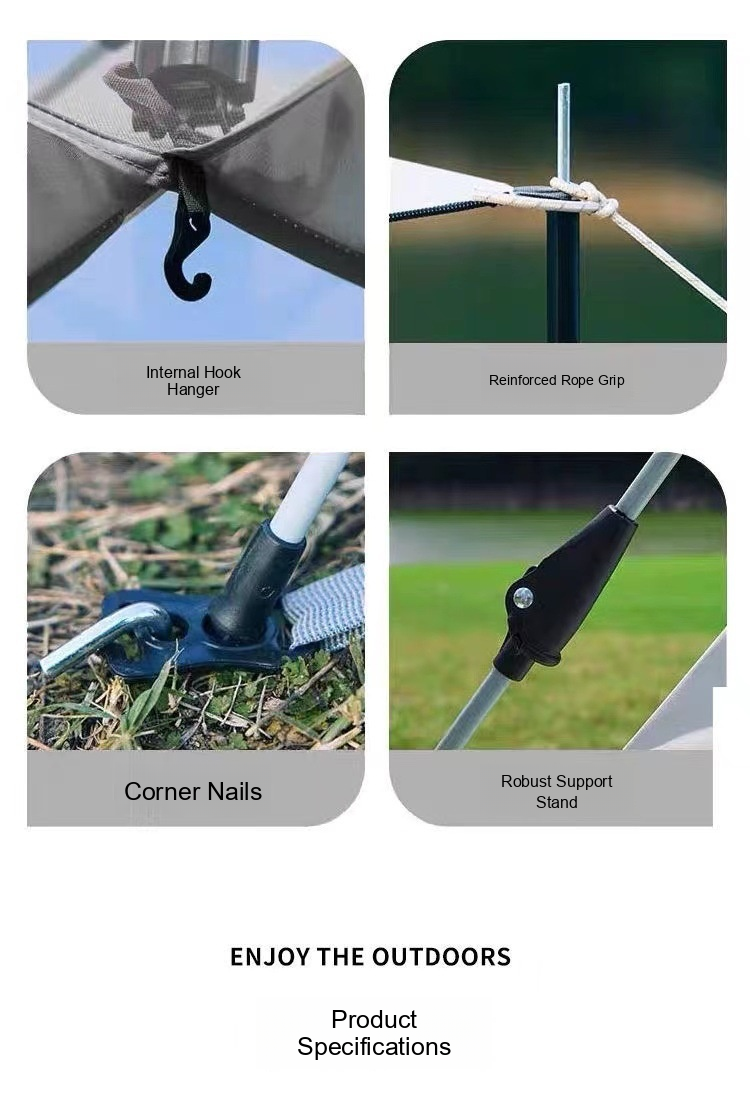 Internal Hook
Hanger
Reinforced Rope Grip
Corner Nails
Robust Support
Stand
ENJOY THE OUTDOORS
Product
Specifications